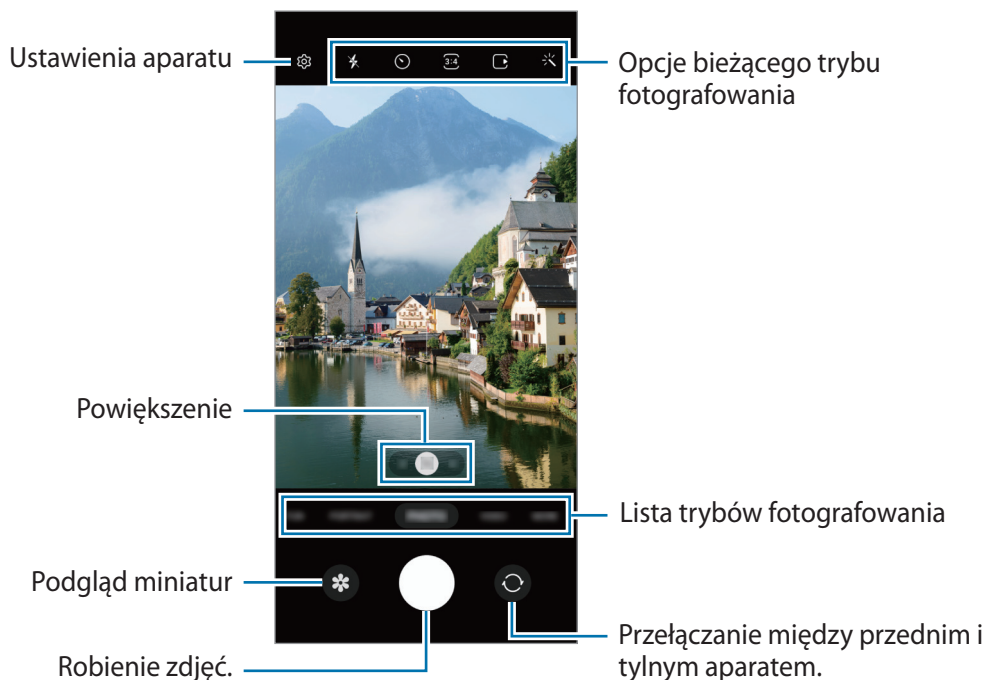 Ustawienia aparatu
3:4
Opcje bieżącego trybu
fotografowania
Powiększenie
Lista trybów fotografowania
Podgląd miniatur
Robienie zdjęć.
Przełączanie między przednim i
tylnym aparatem.